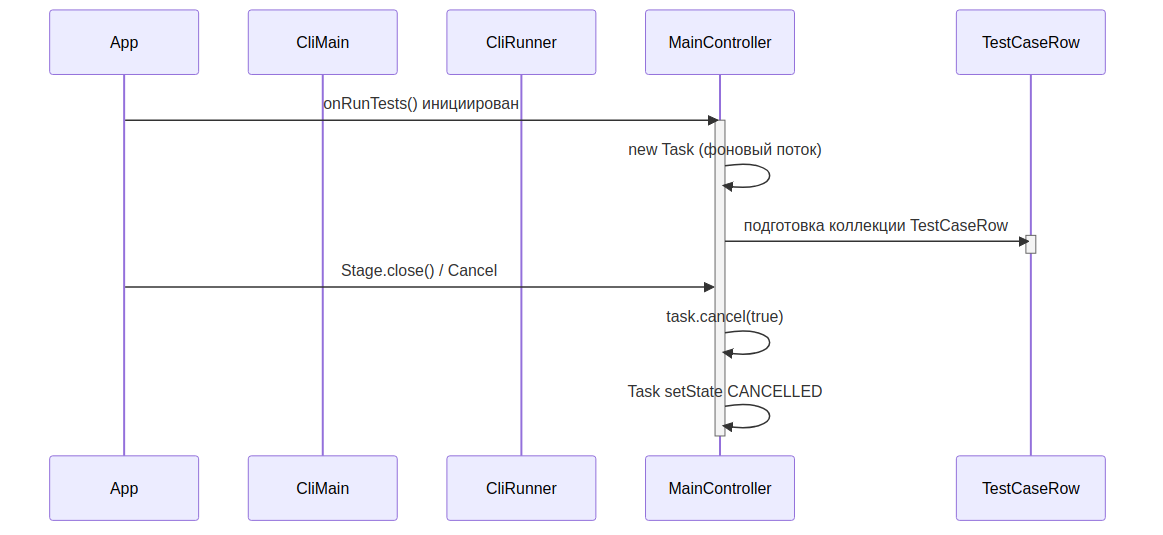 App
CliMain
CliRunner
MainController
TestCaseRow
onRunTests() инициирован
new Task (фоновый поток)
подготовка коллекции TestCaseRow
Stage.close() / Cancel
task.cancel(true)
Task setState CANCELLED
App
CliMain
CliRunner
MainController
TestCaseRow